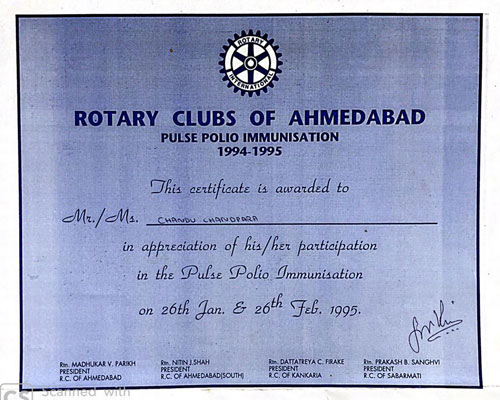 ROTARY
INTERNATIONAL
ROTARY CLUBS OF AHMEDABAD
PULSE POLIO IMMUNISATION
1994-1995
This certificate is awarded to
Mr./Ms. CHANDU CHANDPARA
in appreciation of his/her participation
in the Pulse Polio Immunisation
on 26th Jan. & 26th Feb. 1995.
Rtn. MADHUKAR V. PARIKH Rtn. NITIN J.SHAH Rtn. DATTATREYA C. FIRAKE Rtn. PRAKASH B. SANGHVI
PRESIDENT PRESIDENT PRESIDENT PRESIDENT
R.C. OF AHMEDABAD R.C. OF AHMEDABAD(SOUTH) R.C. OF KANKARIA R.C. OF SABARMATI
CS Scanned with